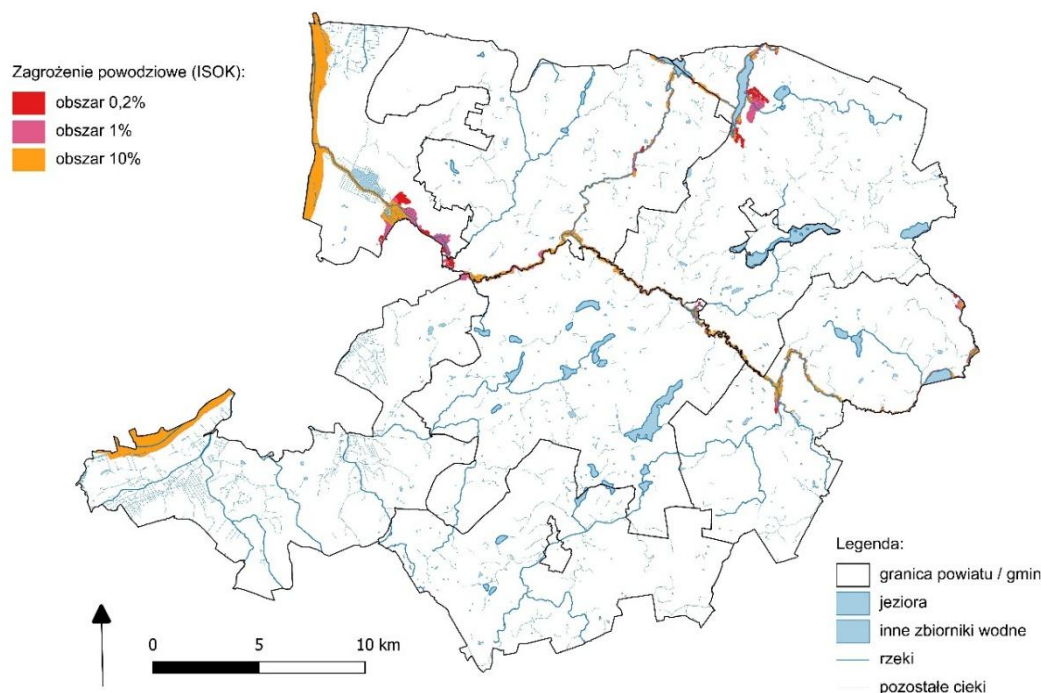 Zagrożenie powodziowe (ISOK):
obszar 0,2%
obszar 1%
obszar 10%
Legenda:
granica powiatu / gmin
jeziora
inne zbiorniki wodne
rzeki
pozostałe cieki
0 5 10 km